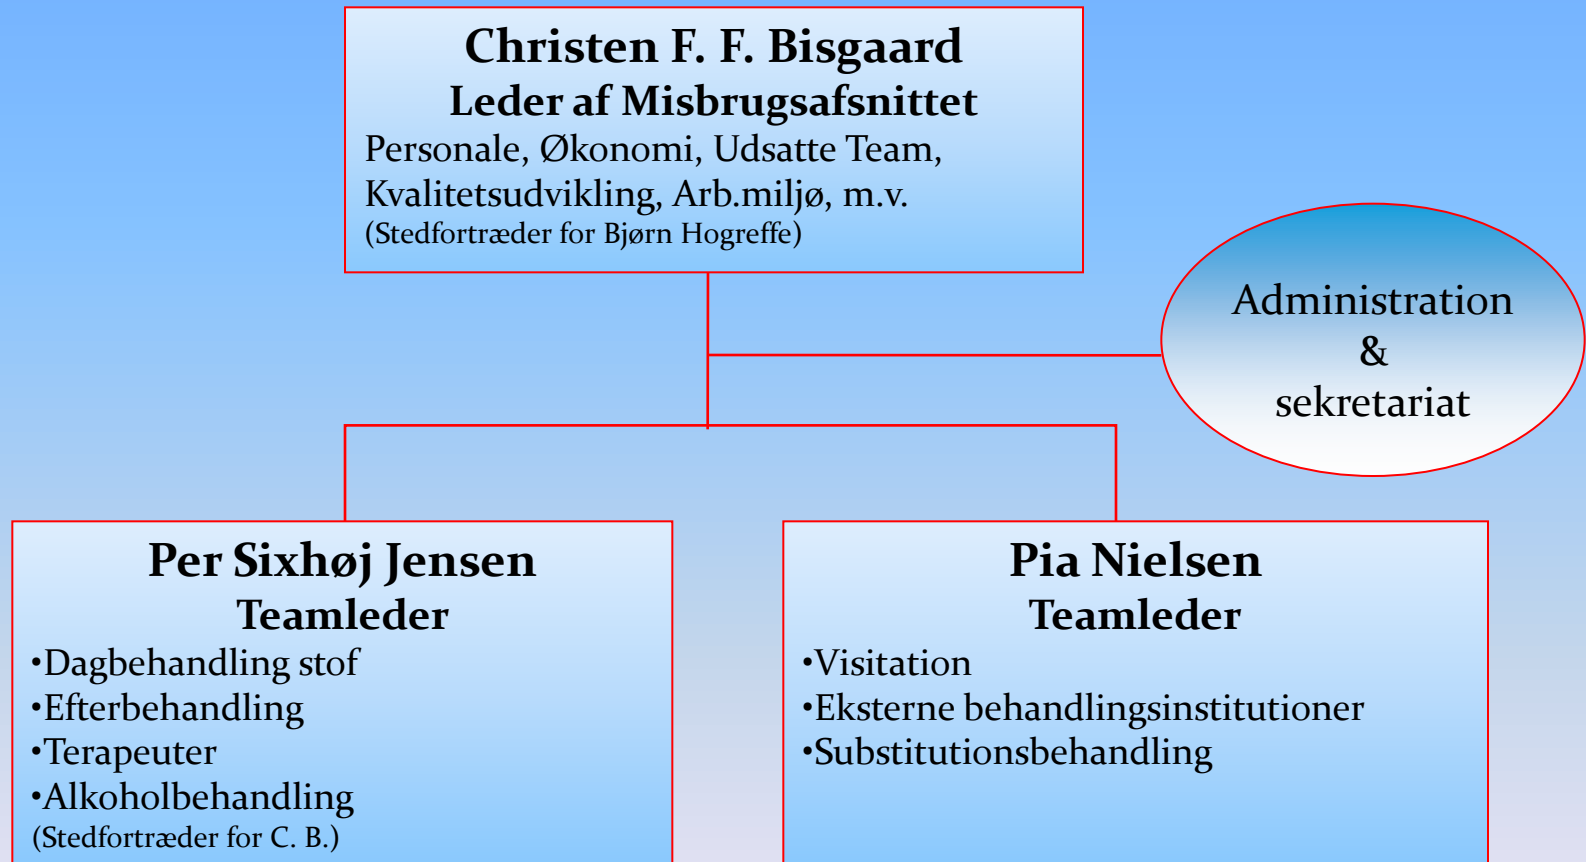 Christen F. F. Bisgaard
Leder af Misbrugsafsnittet
Personale, Økonomi, Udsatte Team,
Kvalitetsudvikling, Arb.miljø, m.v.
(Stedfortræder for Bjørn Hogreffe)
Administration
&
sekretariat
Per Sixhøj Jensen
Teamleder
•Dagbehandling stof
•Efterbehandling
•Terapeuter
•Alkoholbehandling
(Stedfortræder for C. B.)
Pia Nielsen
Teamleder
•Visitation
•Eksterne behandlingsinstitutioner
•Substitutionsbehandling